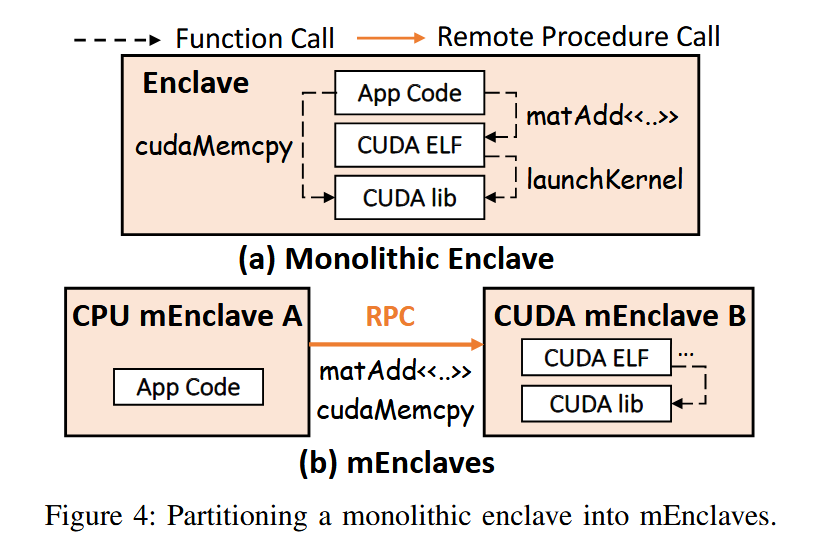 Function Call
Remote Procedure Call
Enclave
App Code
matAdd<<..>>
cudaMemcpy
CUDA ELF
launchKernel
CUDA lib
(a) Monolithic Enclave
CPU mEnclave A
RPC
CUDA mEnclave B
App Code
matAdd<<..>>
cudaMemcpy
CUDA ELF
...
CUDA lib
(b) mEnclaves
Figure 4: Partitioning a monolithic enclave into mEnclaves.